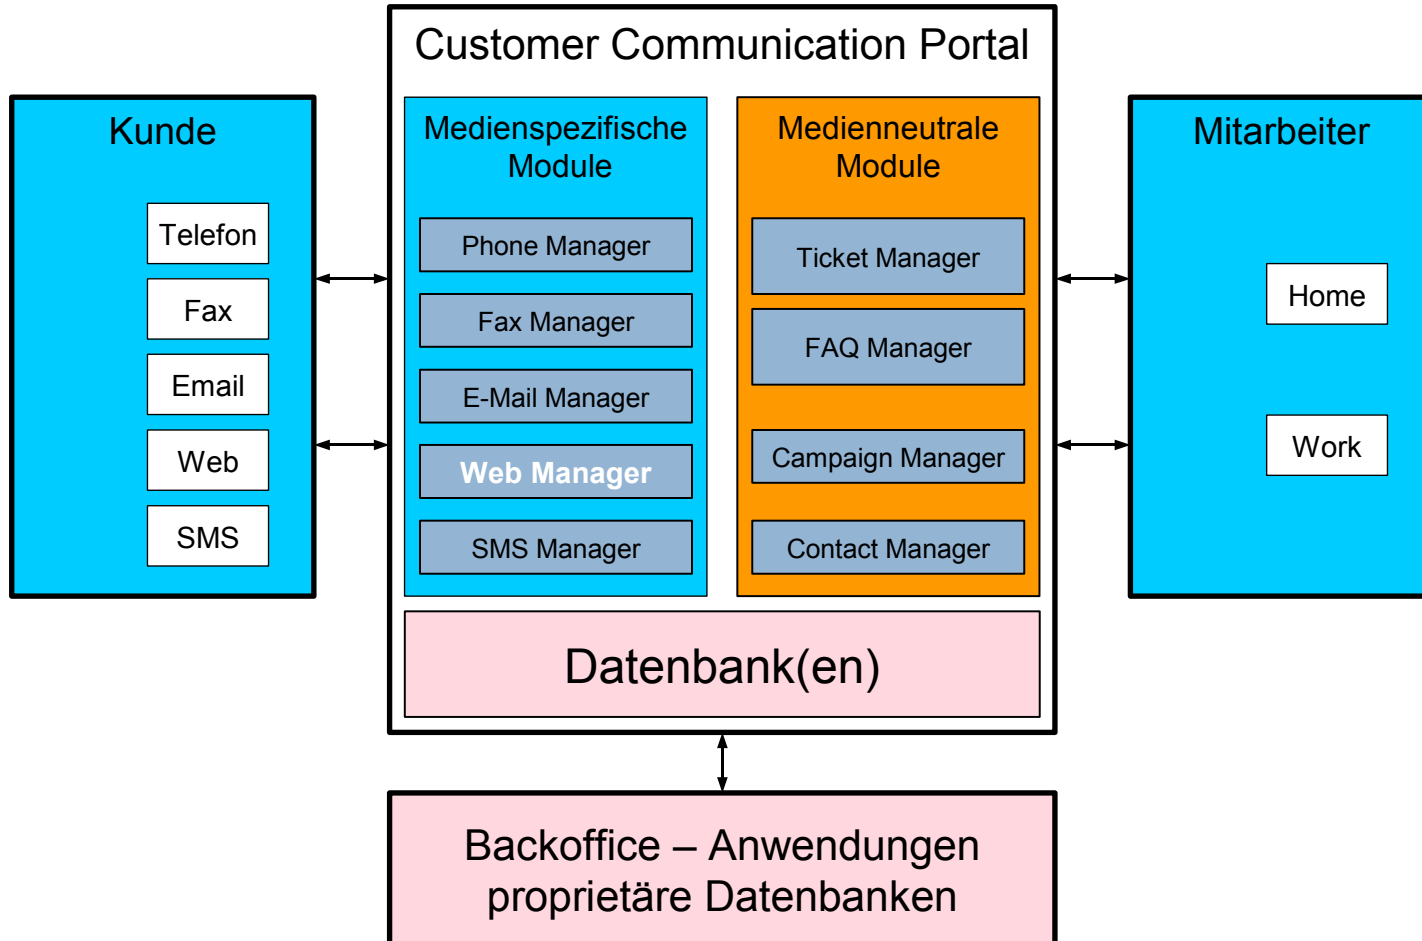 Customer Communication Portal
Kunde
Telefon
Fax
Email
Web
SMS
Medienspezifische
Module
Phone Manager
Fax Manager
E-Mail Manager
Web Manager
SMS Manager
Medienneutrale
Module
Ticket Manager
FAQ Manager
Campaign Manager
Contact Manager
Mitarbeiter
Home
Work
Datenbank(en)
Backoffice – Anwendungen
proprietäre Datenbanken